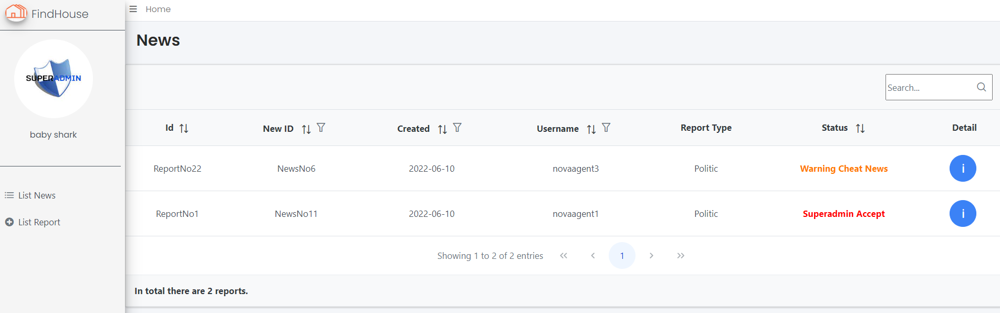 FindHouse
Home
SUPERADMIN
baby shark
List News
List Report
News
Search...
Id New ID Created Username Report Type Status Detail
ReportNo22 NewsNo6 2022-06-10 novaagent3 Politic Warning Cheat News i
ReportNo1 NewsNo11 2022-06-10 novaagent1 Politic Superadmin Accept i
Showing 1 to 2 of 2 entries « ‹ 1 › »
In total there are 2 reports.